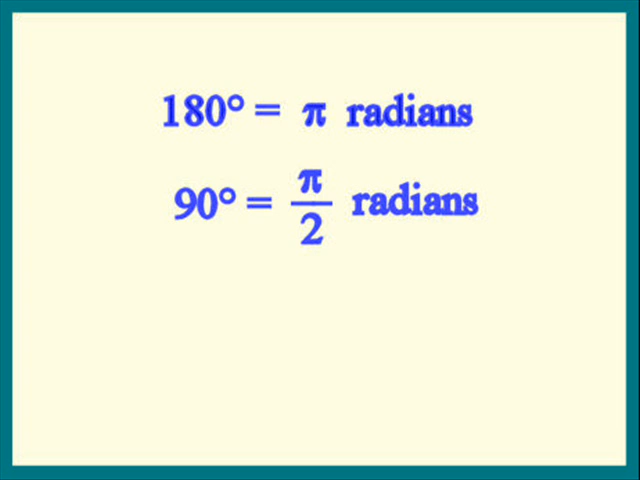 180° = π radians
90° = π/2 radians